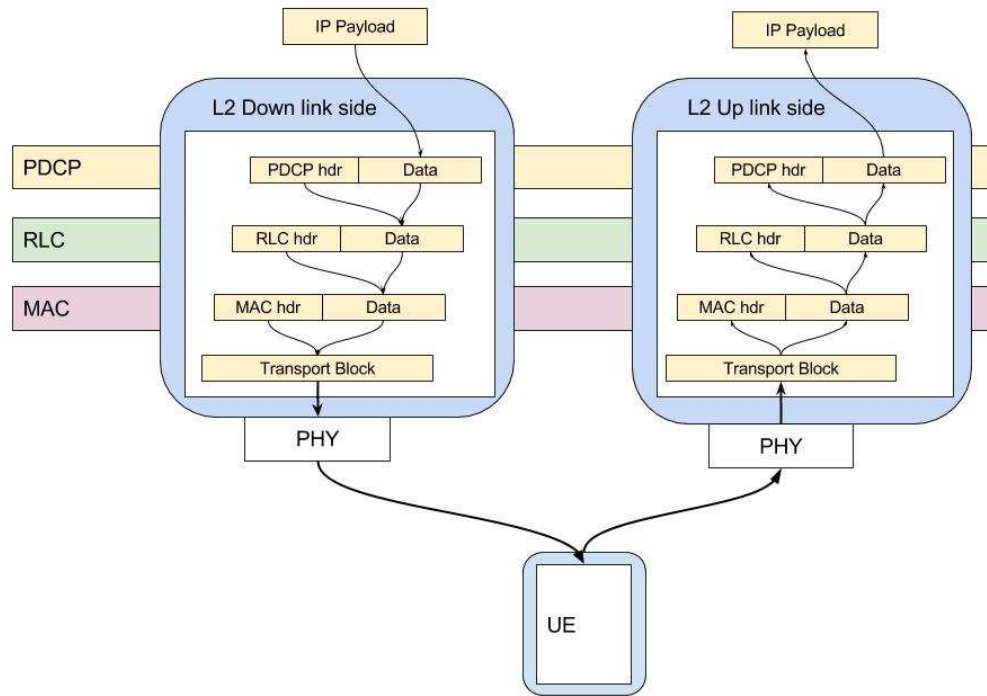 IP Payload
IP Payload
L2 Down link side
L2 Up link side
PDCP
PDCP hdr
Data
PDCP hdr
Data
RLC
RLC hdr
Data
RLC hdr
Data
MAC
MAC hdr
Data
MAC hdr
Data
Transport Block
Transport Block
PHY
PHY
UE